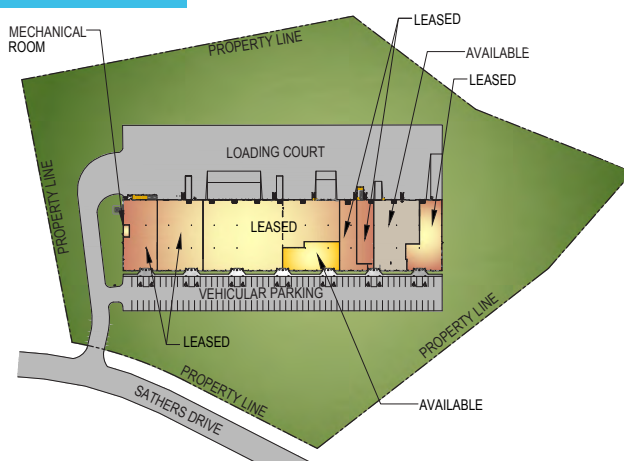 LEASED
MECHANICAL
ROOM
PROPERTY LINE
AVAILABLE
LEASED
LOADING COURT
PROPERTY LINE
LEASED
VEHICULAR PARKING
LEASED
PROPERTY LINE
PROPERTY LINE
SATHERS DRIVE
AVAILABLE